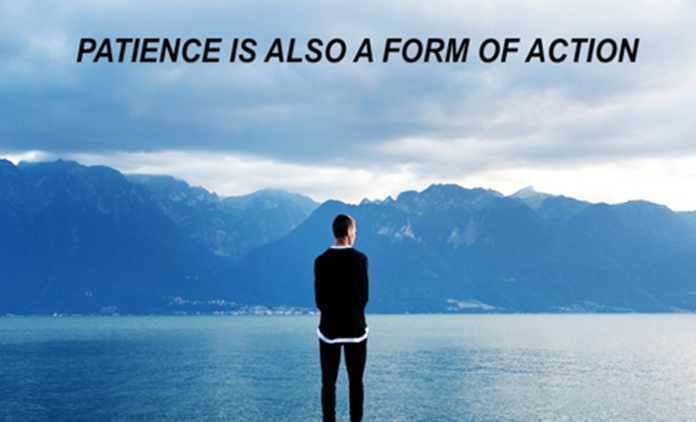 PATIENCE IS ALSO A FORM OF ACTION